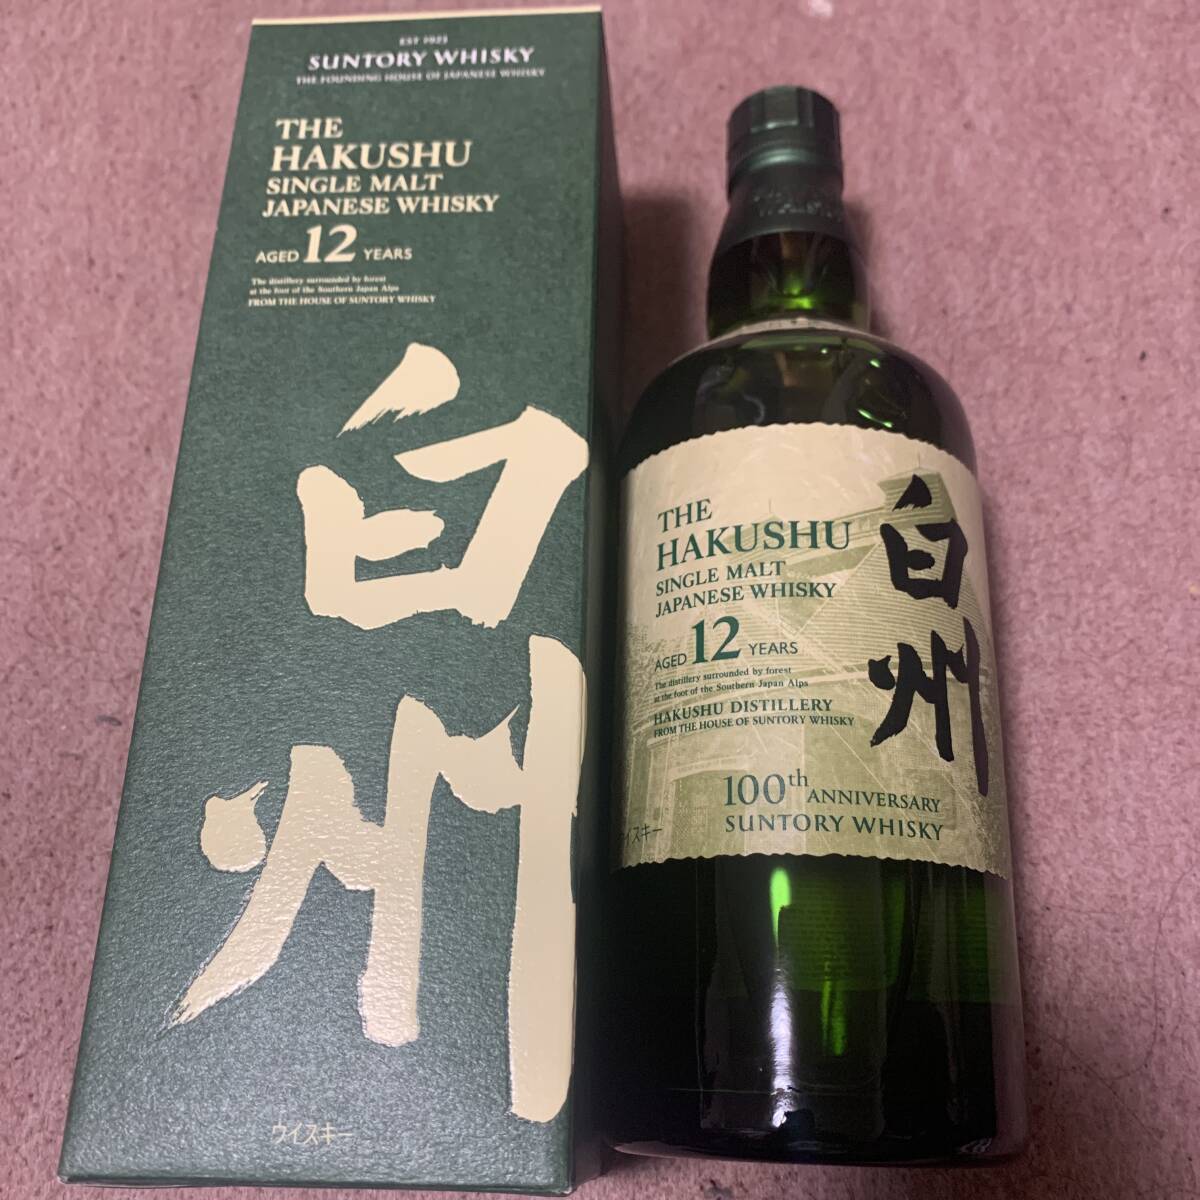 EST 1923
SUNTORY WHISKY
THE FOUNDING HOUSE OF JAPANESE WHISKY
THE
HAKUSHU
SINGLE MALT
JAPANESE WHISKY
AGED 12 YEARS
The distillery surrounded by forest
at the foot of the Southern Japan Alps
FROM THE HOUSE OF SUNTORY WHISKY
白州
ウイスキー
THE
HAKUSHU
SINGLE MALT
JAPANESE WHISKY
AGED 12 YEARS
The distillery surrounded by forest
at the foot of the Southern Japan Alps
HAKUSHU DISTILLERY
FROM THE HOUSE OF SUNTORY WHISKY
白州
100th ANNIVERSARY
SUNTORY WHISKY
ウイスキー